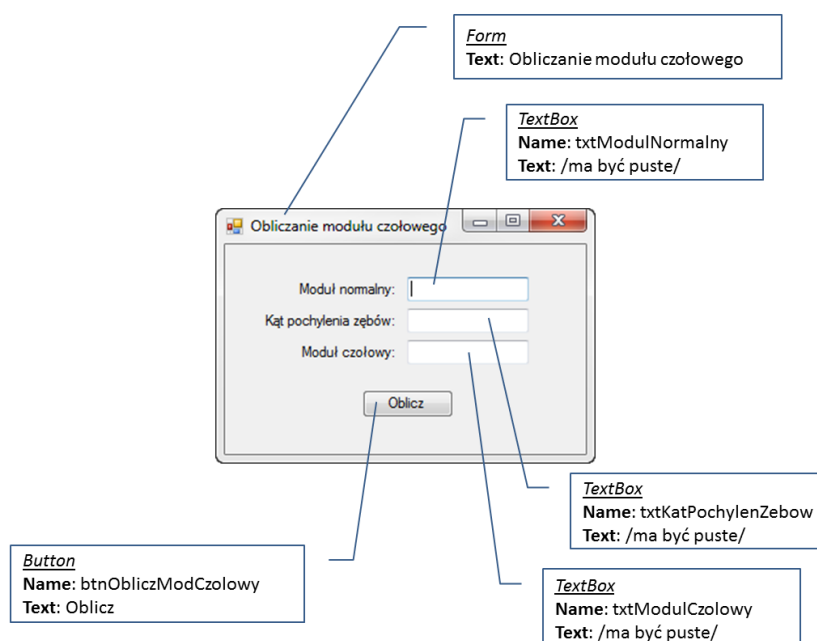 Form
Text: Obliczanie modułu czołowego
TextBox
Name: txtModulNormalny
Text: /ma być puste/
Obliczanie modułu czołowego
Moduł normalny:
Kąt pochylenia zębów:
Moduł czołowy:
Oblicz
TextBox
Name: txtKatPochylenZebow
Text: /ma być puste/
Button
Name: btnObliczModCzolowy
Text: Oblicz
TextBox
Name: txtModulCzolowy
Text: /ma być puste/